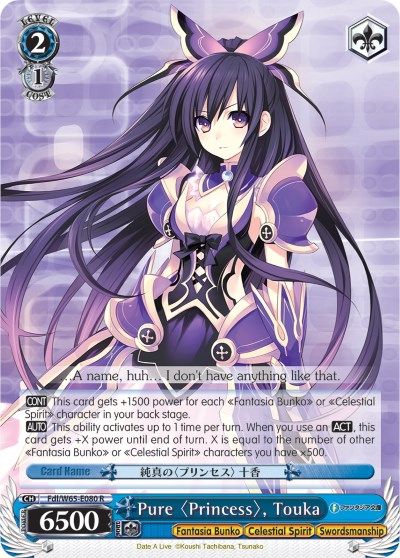 LEVEL
2
1
COST
…A name, huh… I don't have anything like that.
CONT This card gets +1500 power for each «Fantasia Bunko» or «Celestial
Spirit» character in your back stage.
AUTO This ability activates up to 1 time per turn. When you use an ACT, this
card gets +X power until end of turn. X is equal to the number of other
«Fantasia Bunko» or «Celestial Spirit» characters you have ×500.
Card Name 純真の〈プリンセス〉 十香
CH Fdl/W65-E080 R
POWER 6500 Pure 〈Princess〉, Touka ファンタジア文庫
Fantasia Bunko Celestial Spirit Swordsmanship
Date A Live ©Koushi Tachibana, Tsunako